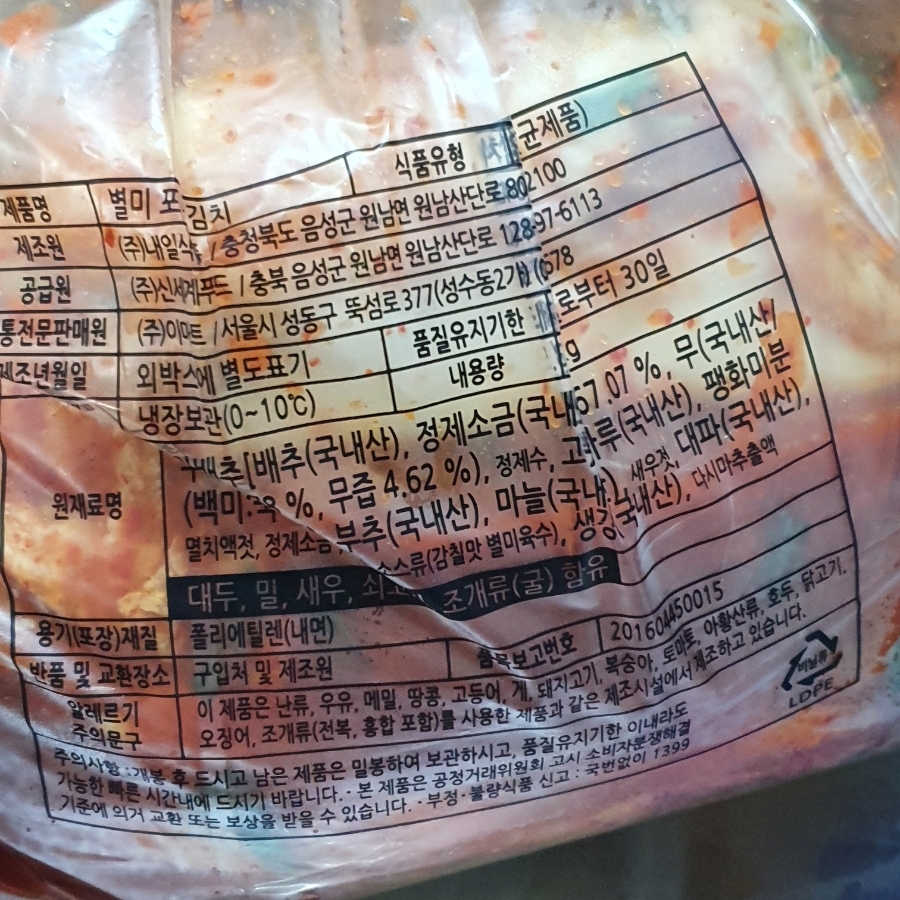 제품명 별미 포 김치 식품유형 균제품)
제조원 (주)내일식품 / 충청북도 음성군 원남면 원남산단로 80 2100
공급원 (주)신세계푸드 / 충북 음성군 원남면 원남산단로 128 97-6113
통전문판매원 (주)이마트 /서울시 성동구 뚝섬로377(성수동2가) 678
제조년월일 외박스에 별도표기 품질유지기한 로부터 30일
냉장보관(0~10℃) 내용량 g
원재료명
배추[배추(국내산), 정제소금(국내 67.07 %, 무(국내산/
(백미 %, 무즙 4.62 %), 정제수, 고 루(국내산), 팽화미분
멸치액젓, 정제소금 부추(국내산), 마늘(국내 새우젓, 대파(국내산),
소스류(감칠맛 별미육수), 생강(국내산), 다시마추출액
대두, 밀, 새우, 조개류(굴) 함유
용기(포장)재질 폴리에틸렌(내면)
반품 및 교환장소 구입처 및 제조원 품목보고번호 201604450015
알레르기 주의문구
이 제품은 난류, 우유, 메밀, 땅콩, 고등어, 게, 돼지고기, 복숭아, 토마토, 아황산류, 호두, 닭고기,
오징어, 조개류(전복, 홍합 포함)를 사용한 제품과 같은 제조시설에서 제조하고 있습니다.
비닐류
LDPE
주의사항 : 개봉 후 드시고 남은 제품은 밀봉하여 보관하시고, 품질유지기한 이내라도
가능한 빠른 시간내에 드시기 바랍니다. · 본 제품은 공정거래위원회 고시 소비자분쟁해결
기준에 의거 교환 또는 보상을 받을 수 있습니다. · 부정·불량식품 신고 : 국번없이 1399